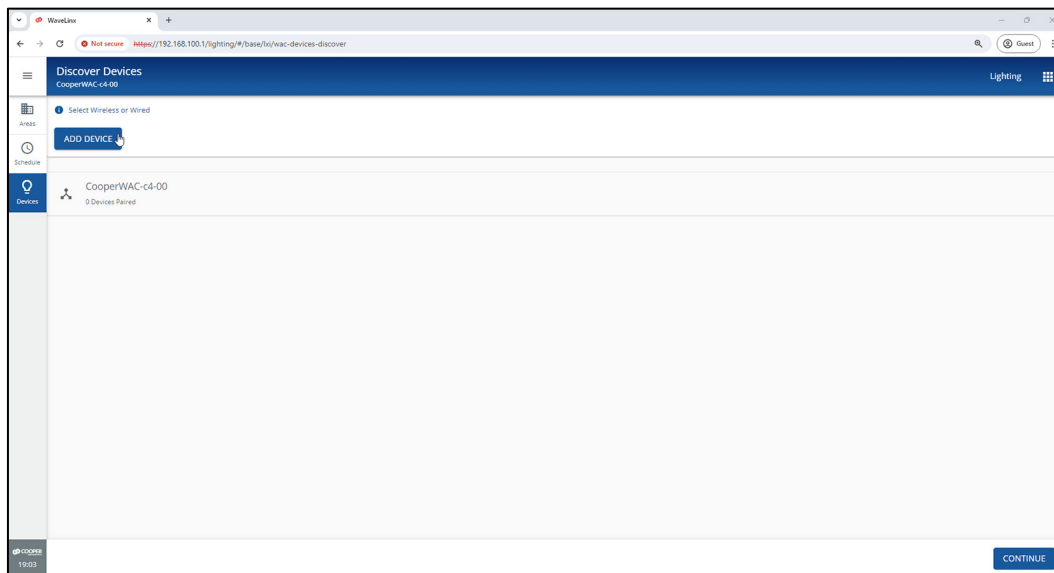 WaveLinx
Not secure https://192.168.100.1/lighting/#/base/lxi/wac-devices-discover
Guest
Discover Devices
CooperWAC-c4-00
Lighting
Areas
Schedule
Devices
Select Wireless or Wired
ADD DEVICE
CooperWAC-c4-00
0 Devices Paired
COOPER
19:03
CONTINUE